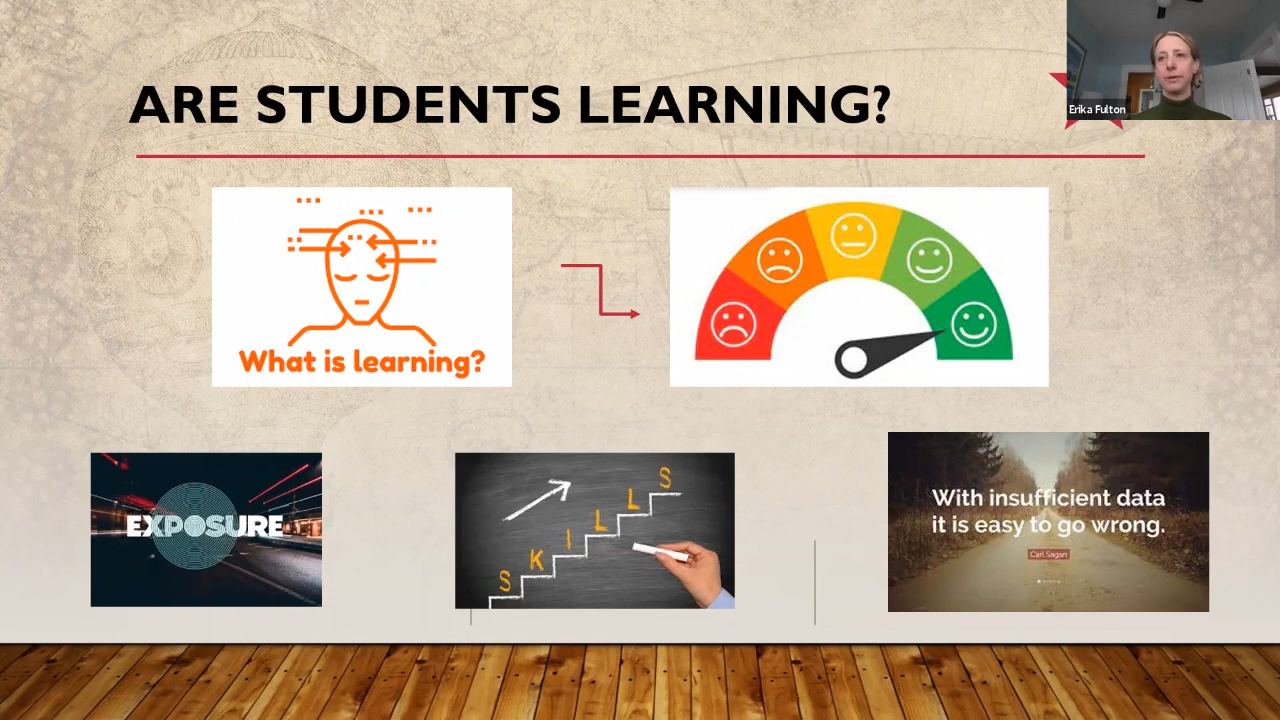 ARE STUDENTS LEARNING?
Erika Fulton
What is learning?
EXPOSURE
S
K
I
L
L
S
With insufficient data
it is easy to go wrong.
Carl Sagan